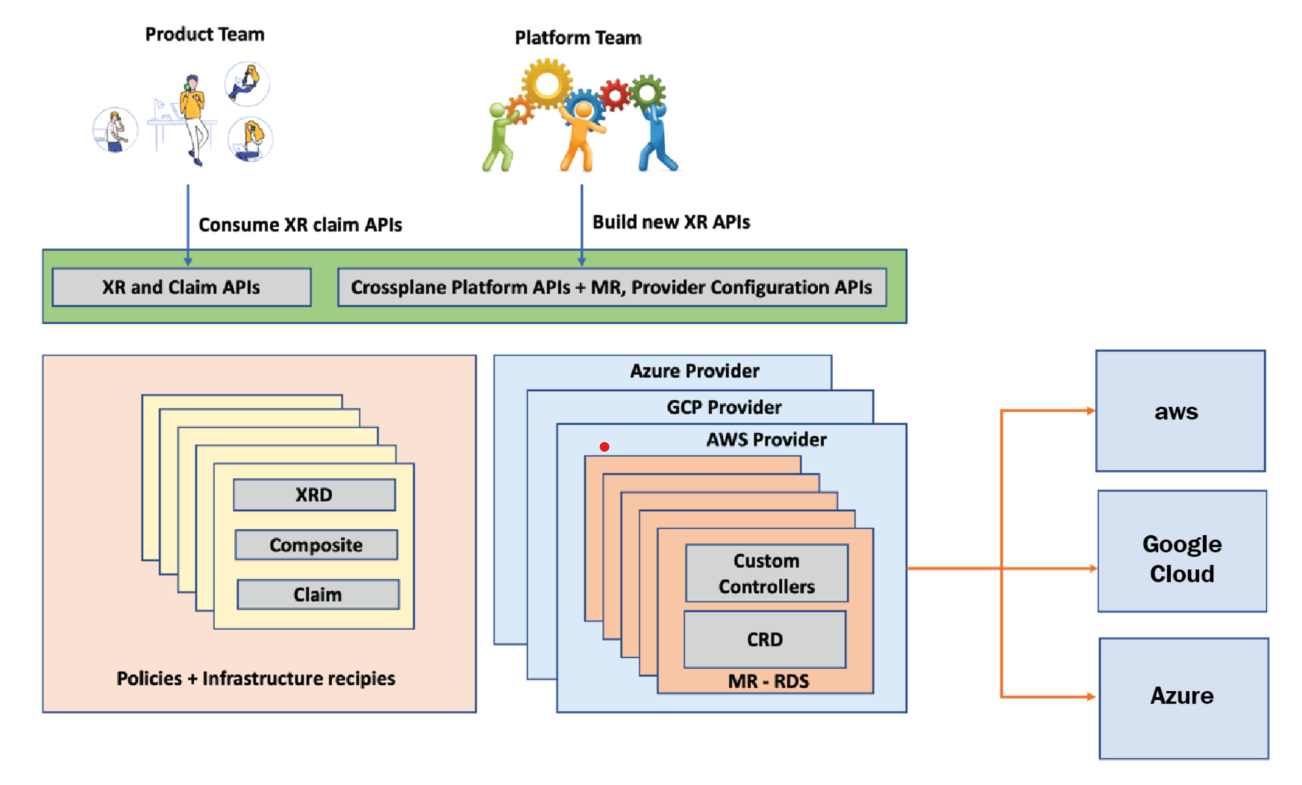 Product Team
Platform Team
Consume XR claim APIs
Build new XR APIs
XR and Claim APIs
Crossplane Platform APIs + MR, Provider Configuration APIs
XRD
Composite
Claim
Policies + Infrastructure recipies
Azure Provider
GCP Provider
AWS Provider
Custom
Controllers
CRD
MR - RDS
aws
Google
Cloud
Azure